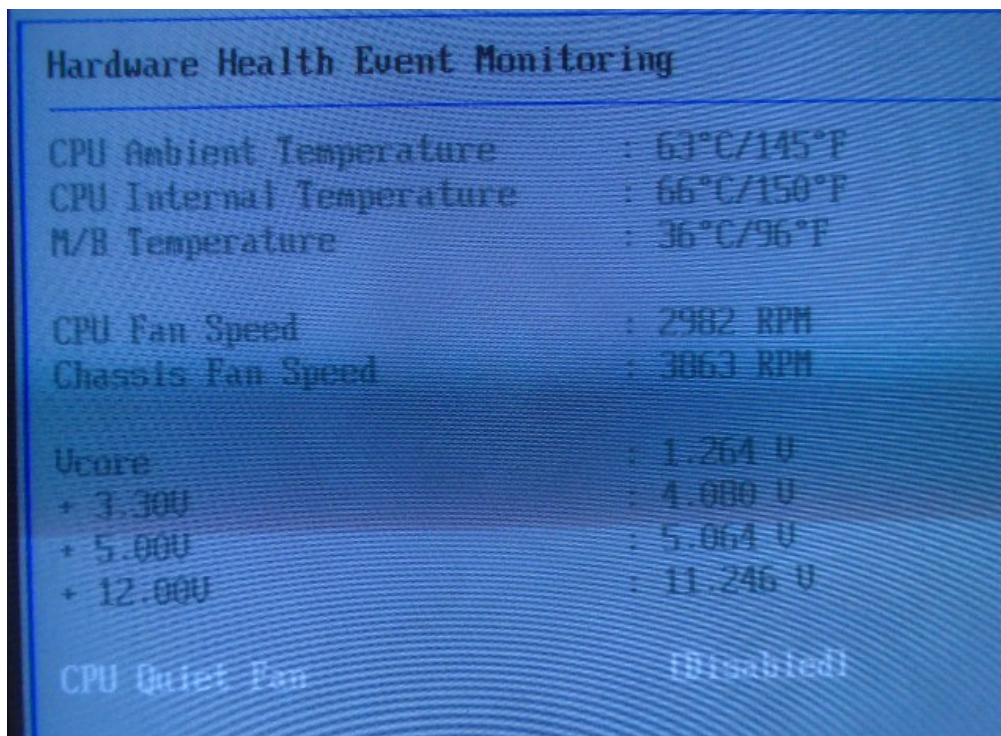 Hardware Health Event Monitoring
CPU Ambient Temperature : 63°C/145°F
CPU Internal Temperature : 66°C/150°F
M/B Temperature : 36°C/96°F
CPU Fan Speed : 2982 RPM
Chassis Fan Speed : 3063 RPM
Vcore : 1.264 V
+ 3.30V : 4.080 V
+ 5.00V : 5.064 V
+ 12.00V : 11.246 V
CPU Quiet Fan [Disabled]